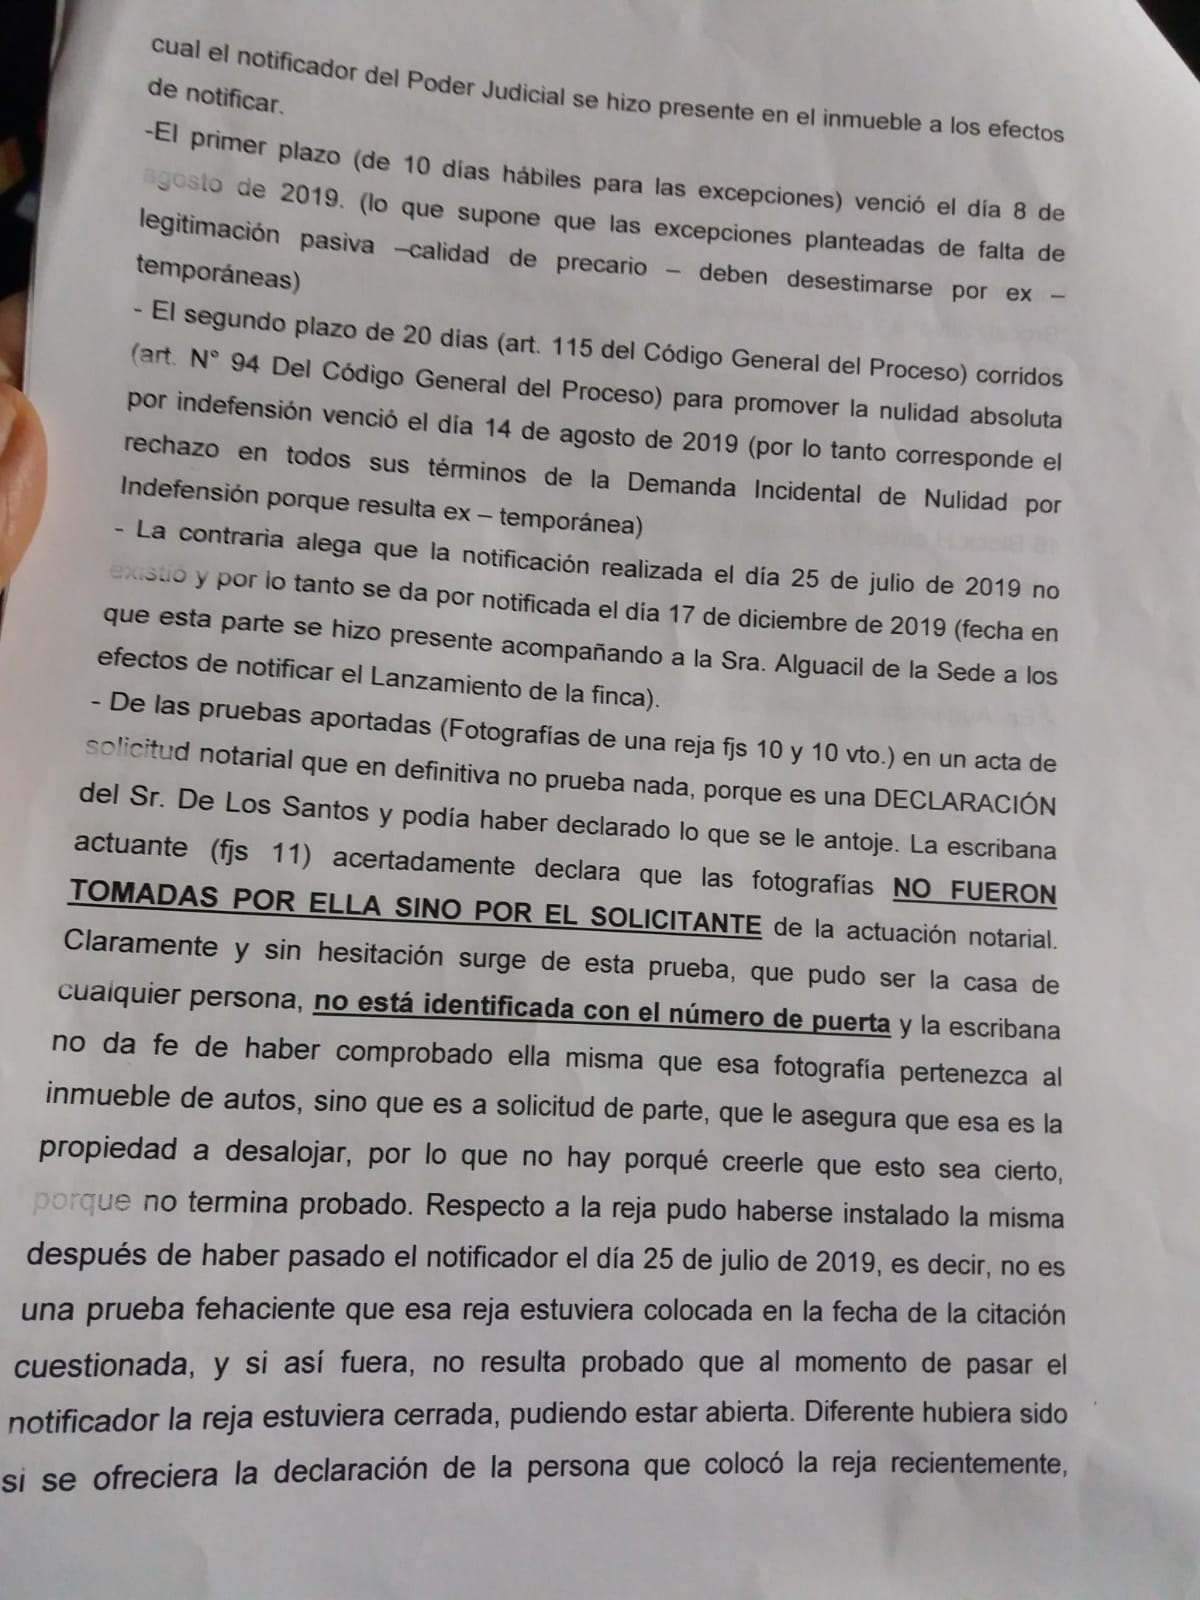 cual el notificador del Poder Judicial se hizo presente en el inmueble a los efectos
de notificar.
-El primer plazo (de 10 días hábiles para las excepciones) venció el día 8 de
agosto de 2019. (lo que supone que las excepciones planteadas de falta de
legitimación pasiva –calidad de precario – deben desestimarse por ex –
temporáneas)
- El segundo plazo de 20 días (art. 115 del Código General del Proceso) corridos
(art. N° 94 Del Código General del Proceso) para promover la nulidad absoluta
por indefensión venció el día 14 de agosto de 2019 (por lo tanto corresponde el
rechazo en todos sus términos de la Demanda Incidental de Nulidad por
Indefensión porque resulta ex – temporánea)
- La contraria alega que la notificación realizada el día 25 de julio de 2019 no
existió y por lo tanto se da por notificada el día 17 de diciembre de 2019 (fecha en
que esta parte se hizo presente acompañando a la Sra. Alguacil de la Sede a los
efectos de notificar el Lanzamiento de la finca).
- De las pruebas aportadas (Fotografías de una reja fjs 10 y 10 vto.) en un acta de
solicitud notarial que en definitiva no prueba nada, porque es una DECLARACIÓN
del Sr. De Los Santos y podía haber declarado lo que se le antoje. La escribana
actuante (fjs 11) acertadamente declara que las fotografías NO FUERON
TOMADAS POR ELLA SINO POR EL SOLICITANTE de la actuación notarial.
Claramente y sin hesitación surge de esta prueba, que pudo ser la casa de
cualquier persona, no está identificada con el número de puerta y la escribana
no da fe de haber comprobado ella misma que esa fotografía pertenezca al
inmueble de autos, sino que es a solicitud de parte, que le asegura que esa es la
propiedad a desalojar, por lo que no hay porqué creerle que esto sea cierto,
porque no termina probado. Respecto a la reja pudo haberse instalado la misma
después de haber pasado el notificador el día 25 de julio de 2019, es decir, no es
una prueba fehaciente que esa reja estuviera colocada en la fecha de la citación
cuestionada, y si así fuera, no resulta probado que al momento de pasar el
notificador la reja estuviera cerrada, pudiendo estar abierta. Diferente hubiera sido
si se ofreciera la declaración de la persona que colocó la reja recientemente,